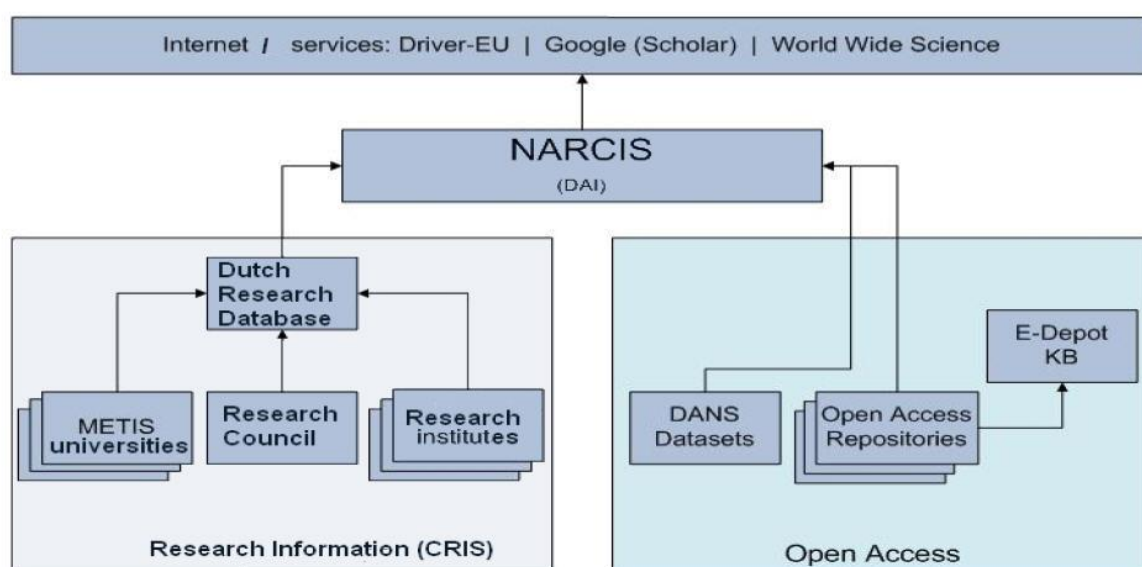 Internet / services: Driver-EU | Google (Scholar) | World Wide Science
NARCIS
(DAI)
Dutch
Research
Database
METIS
universities
Research
Council
Research
institutes
Research Information (CRIS)
E-Depot
KB
DANS
Datasets
Open Access
Repositories
Open Access